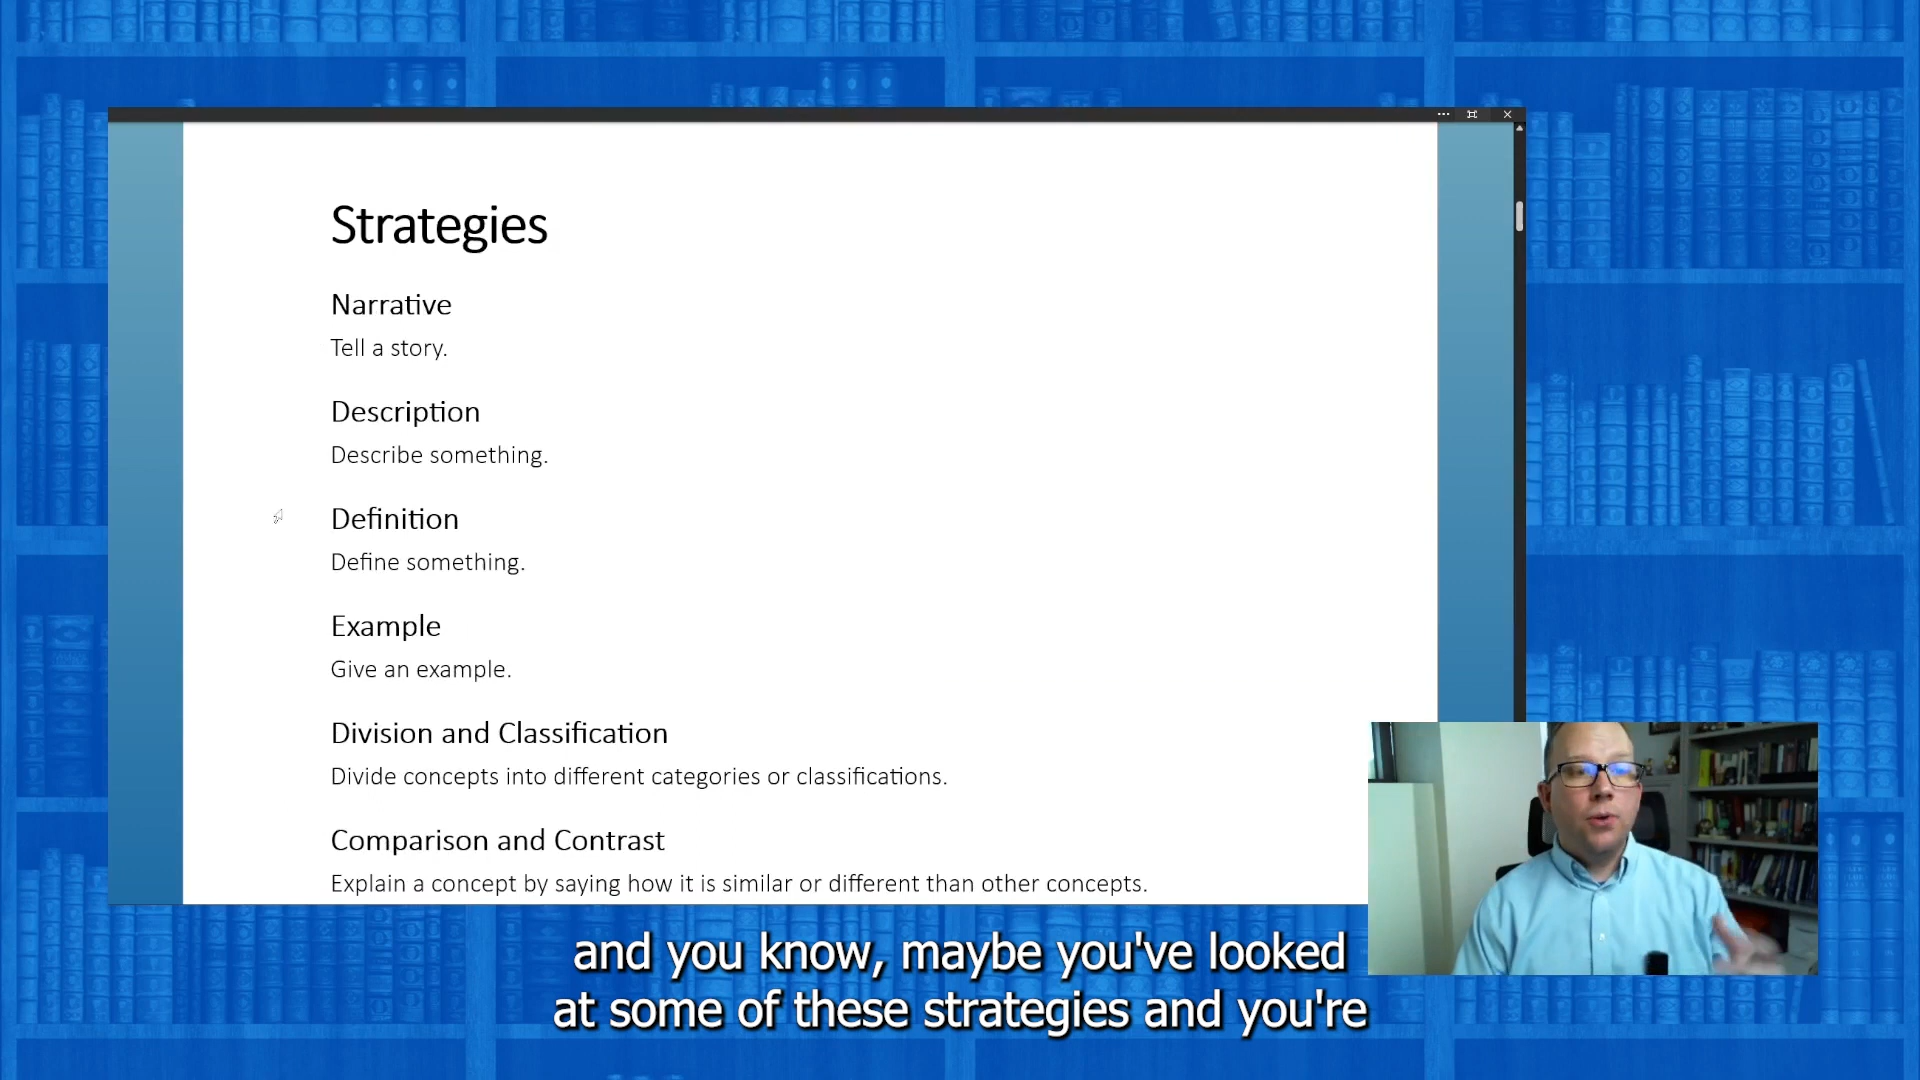 Strategies
Narrative
Tell a story.
Description
Describe something.
Definition
Define something.
Example
Give an example.
Division and Classification
Divide concepts into different categories or classifications.
Comparison and Contrast
Explain a concept by saying how it is similar or different than other concepts.
and you know, maybe you've looked
at some of these strategies and you're